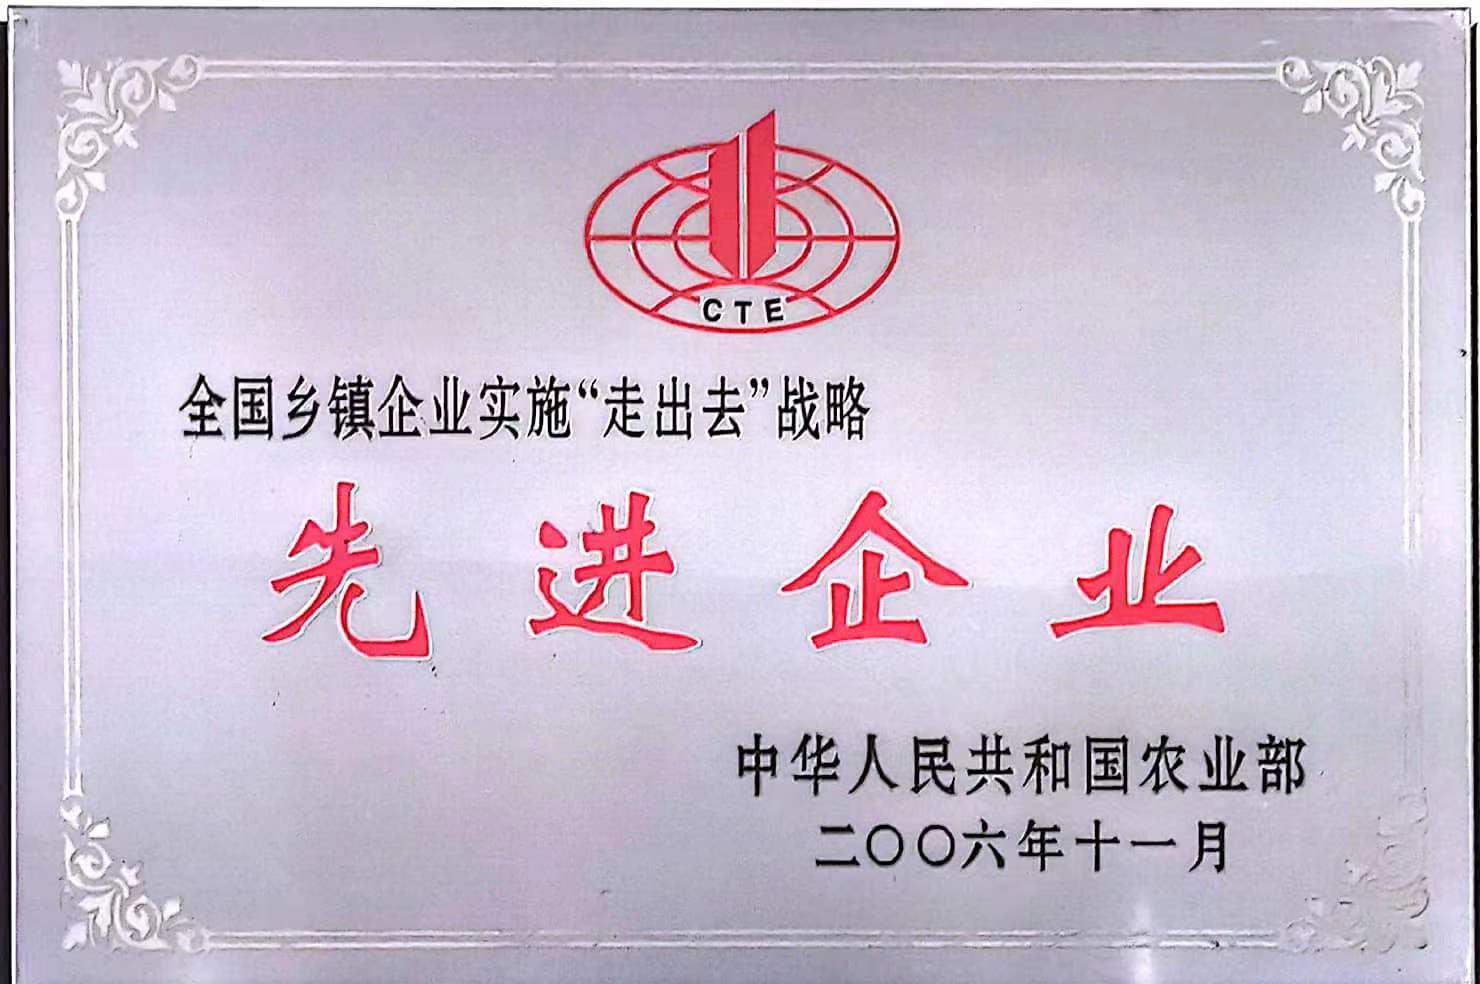 CTE
全国乡镇企业实施“走出去”战略
先进企业
中华人民共和国农业部
二〇〇六年十一月